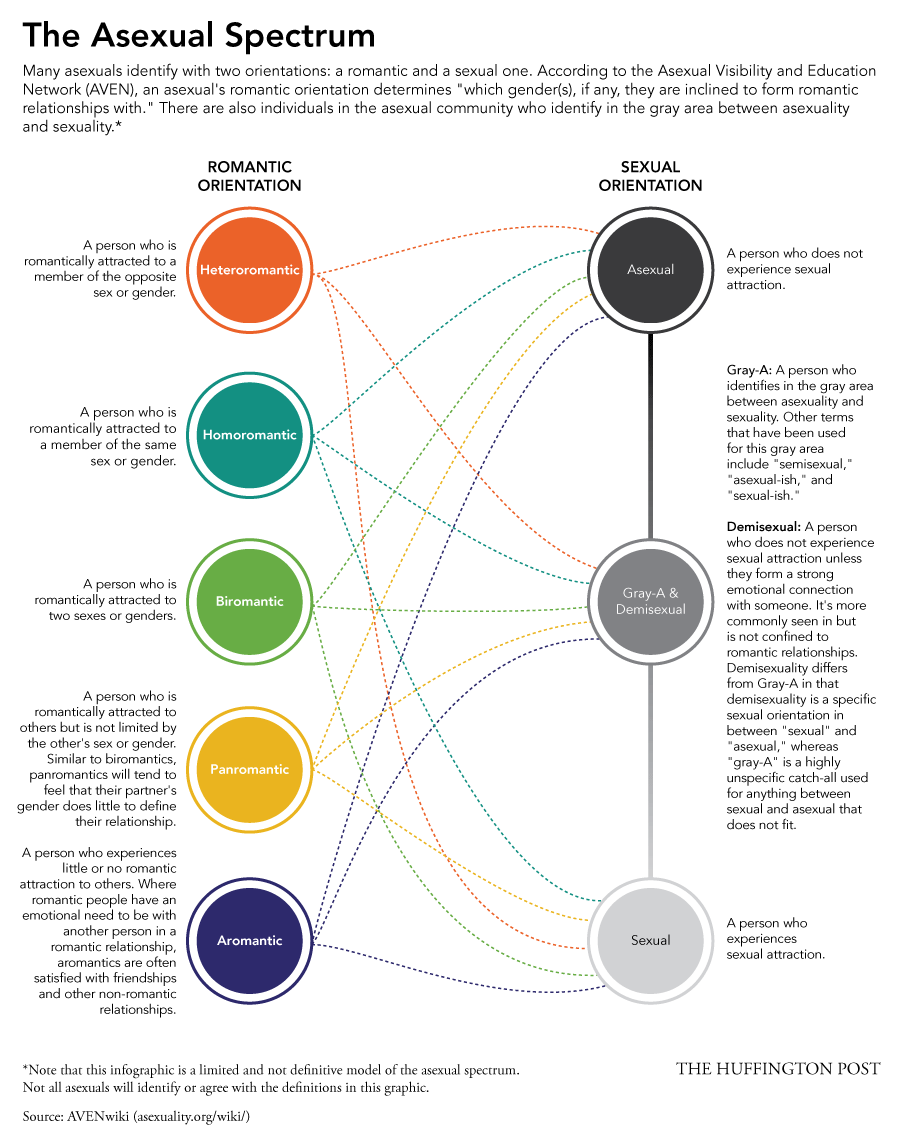 The Asexual Spectrum
Many asexuals identify with two orientations: a romantic and a sexual one. According to the Asexual Visibility and Education
Network (AVEN), an asexual's romantic orientation determines "which gender(s), if any, they are inclined to form romantic
relationships with." There are also individuals in the asexual community who identify in the gray area between asexuality
and sexuality.*
ROMANTIC
ORIENTATION
SEXUAL
ORIENTATION
A person who is
romantically attracted to a
member of the opposite
sex or gender.
Heteroromantic
Asexual
A person who does not
experience sexual
attraction.
A person who is
romantically attracted to
a member of the same
sex or gender.
Homoromantic
Gray-A: A person who
identifies in the gray area
between asexuality and
sexuality. Other terms
that have been used
for this gray area
include "semisexual,"
"asexual-ish," and
"sexual-ish."
A person who is
romantically attracted to
two sexes or genders.
Biromantic
Gray-A &
Demisexual
Demisexual: A person
who does not experience
sexual attraction unless
they form a strong
emotional connection
with someone. It's more
commonly seen in but
is not confined to
romantic relationships.
Demisexuality differs
from Gray-A in that
demisexuality is a specific
sexual orientation in
between "sexual" and
"asexual," whereas
"gray-A" is a highly
unspecific catch-all used
for anything between
sexual and asexual that
does not fit.
A person who is
romantically attracted to
others but is not limited by
the other's sex or gender.
Similar to biromantics,
panromantics will tend to
feel that their partner's
gender does little to define
their relationship.
Panromantic
A person who experiences
little or no romantic
attraction to others. Where
romantic people have an
emotional need to be with
another person in a
romantic relationship,
aromantics are often
satisfied with friendships
and other non-romantic
relationships.
Aromantic
Sexual
A person who
experiences
sexual attraction.
*Note that this infographic is a limited and not definitive model of the asexual spectrum.
Not all asexuals will identify or agree with the definitions in this graphic.
THE HUFFINGTON POST
Source: AVENwiki (asexuality.org/wiki/)